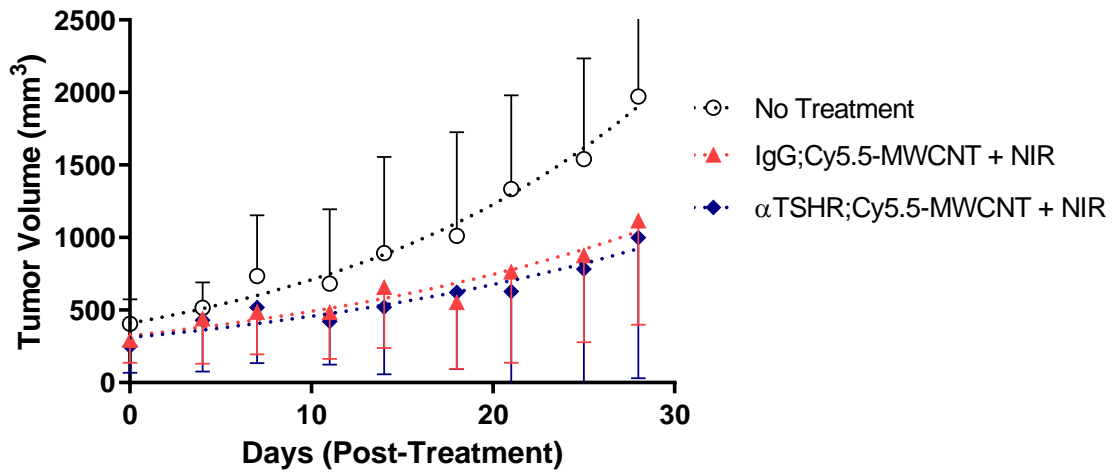 2500
2000
1500
1000
500
0
Tumor Volume (mm³)
0
10
20
30
Days (Post-Treatment)
No Treatment
IgG;Cy5.5-MWCNT + NIR
αTSHR;Cy5.5-MWCNT + NIR